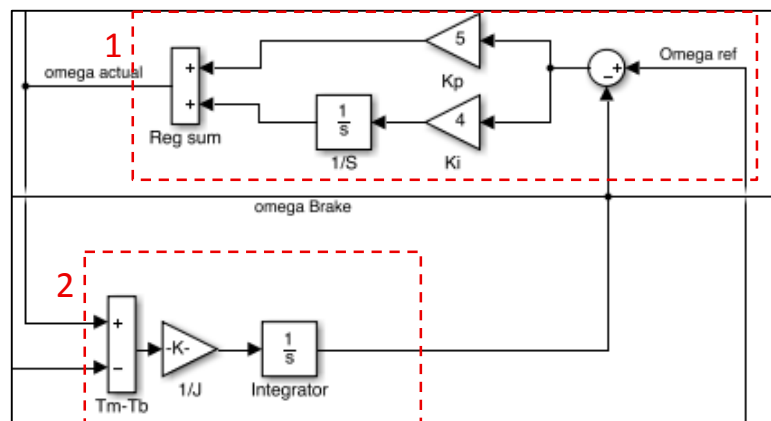 1
+
+
omega actual
Reg sum
5
Kp
1
s
1/S
4
Ki
+
−
Omega ref
omega Brake
2
+
−
Tm-Tb
-K-
1/J
1
s
Integrator